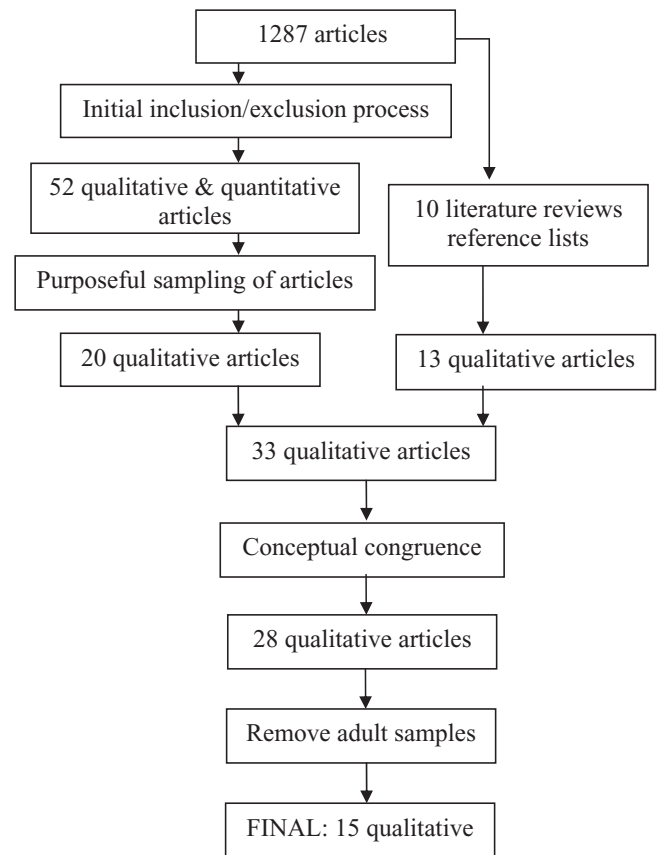 1287 articles
Initial inclusion/exclusion process
52 qualitative & quantitative
articles
10 literature reviews
reference lists
Purposeful sampling of articles
20 qualitative articles
13 qualitative articles
33 qualitative articles
Conceptual congruence
28 qualitative articles
Remove adult samples
FINAL: 15 qualitative